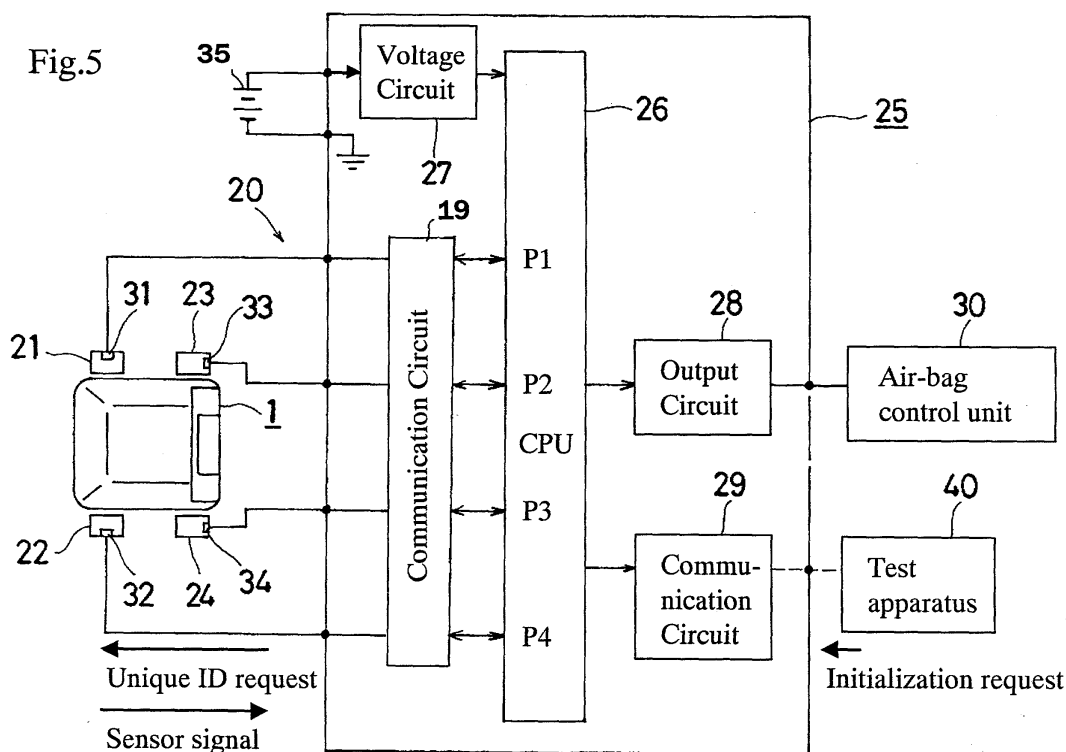 Fig.5
35
Voltage
Circuit
27
26
25
20
19
P1
P2
CPU
P3
P4
Communication Circuit
31
23
33
21
1
22
32
24
34
28
Output
Circuit
30
Air-bag
control unit
29
Commu-
nication
Circuit
40
Test
apparatus
Unique ID request
Sensor signal
Initialization request